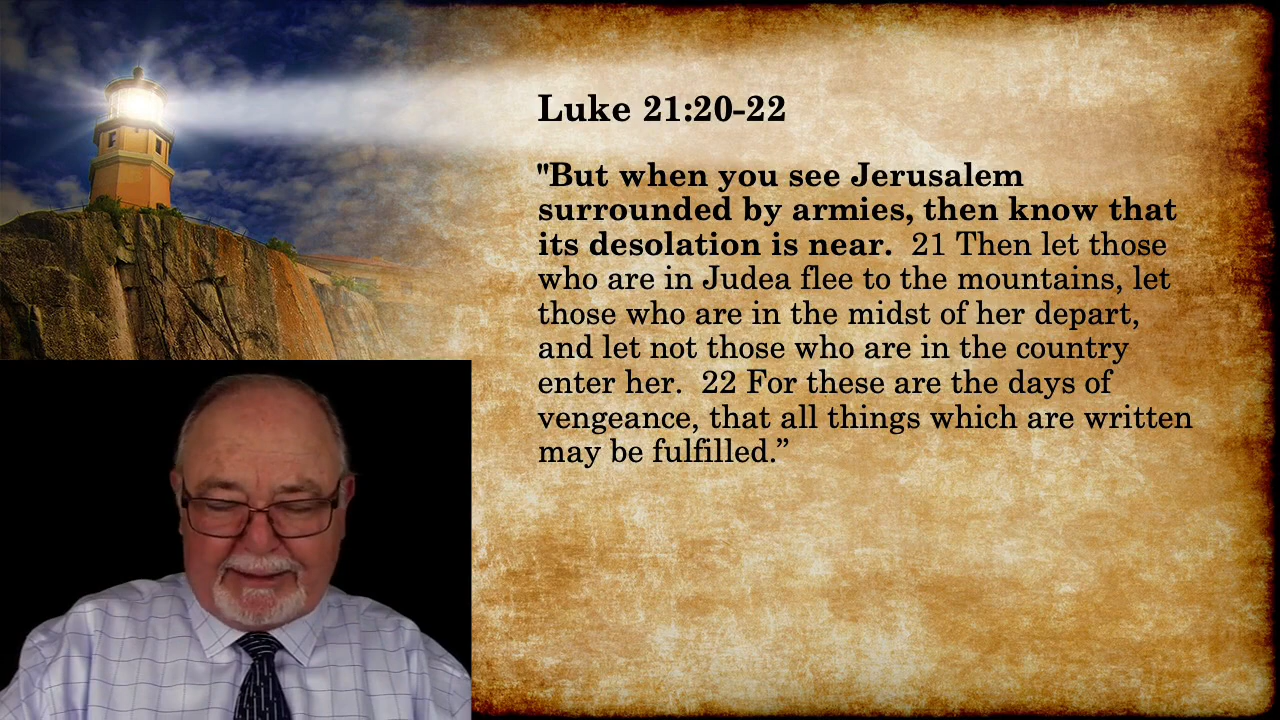 Luke 21:20-22
"But when you see Jerusalem
surrounded by armies, then know that
its desolation is near.  21 Then let those
who are in Judea flee to the mountains, let
those who are in the midst of her depart,
and let not those who are in the country
enter her.  22 For these are the days of
vengeance, that all things which are written
may be fulfilled.”